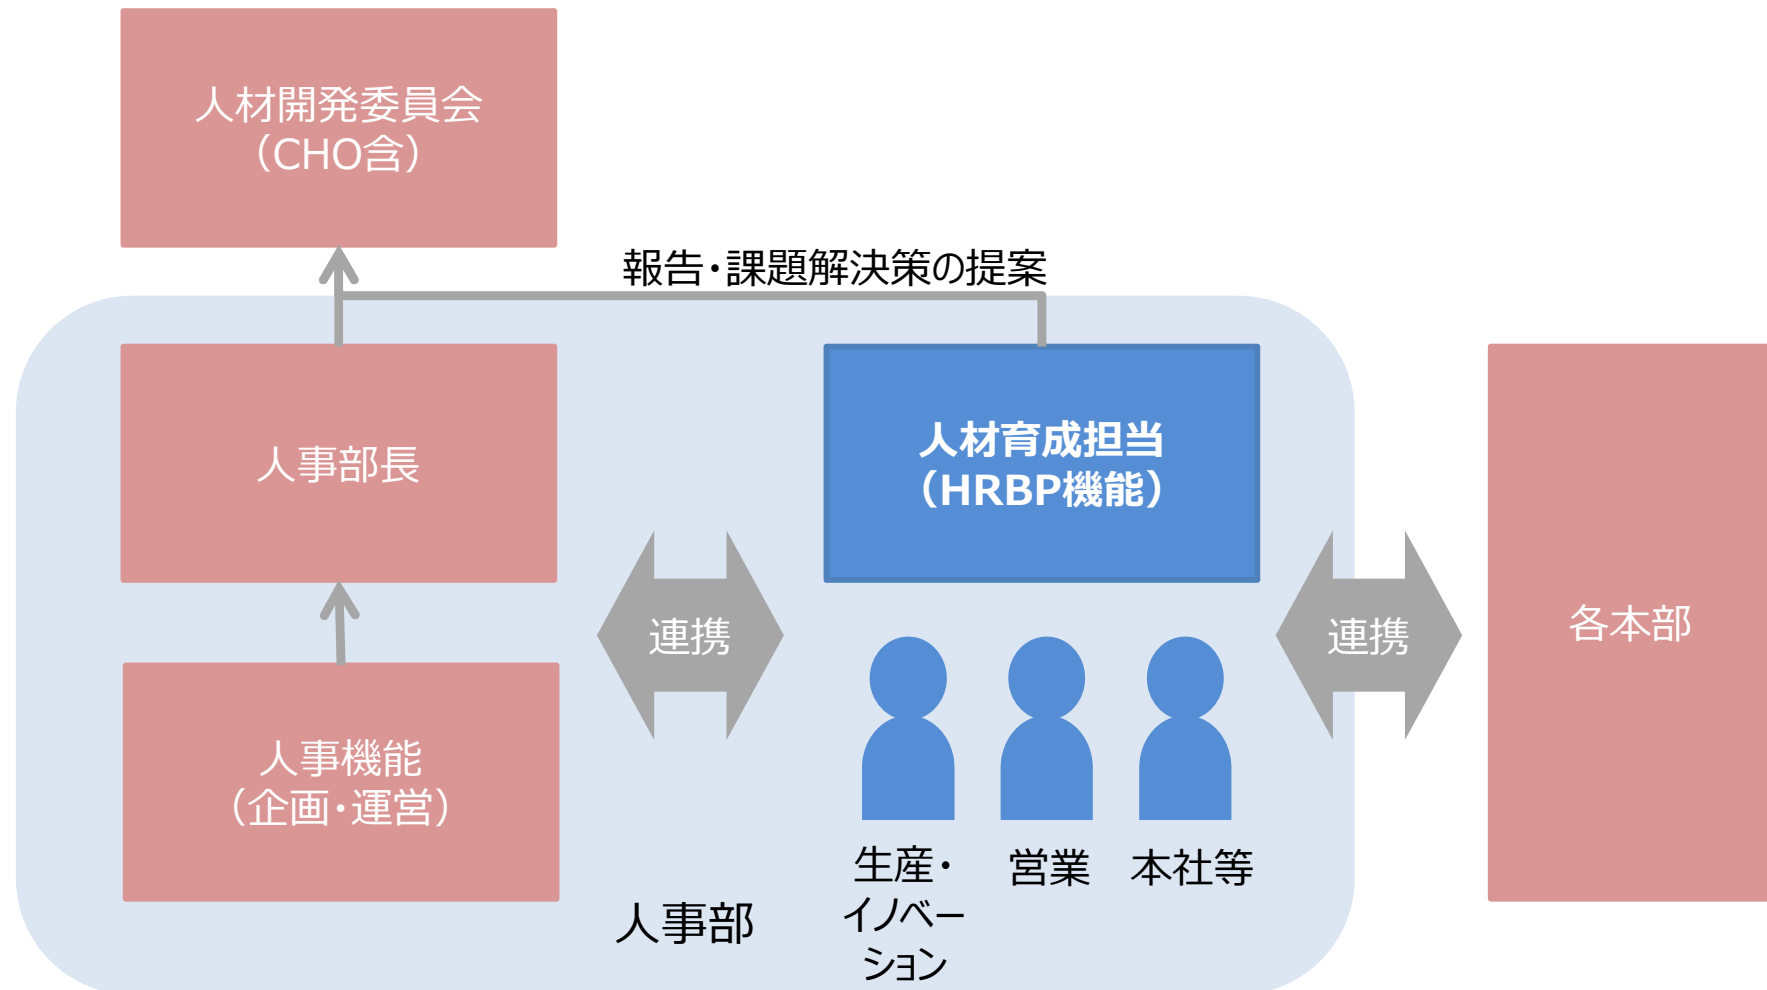 人材開発委員会
（CHO含）
報告・課題解決策の提案
人事部長
人材育成担当
（HRBP機能）
連携
連携
各本部
人事機能
（企画・運営）
生産・
イノベー
ション
営業
本社等
人事部